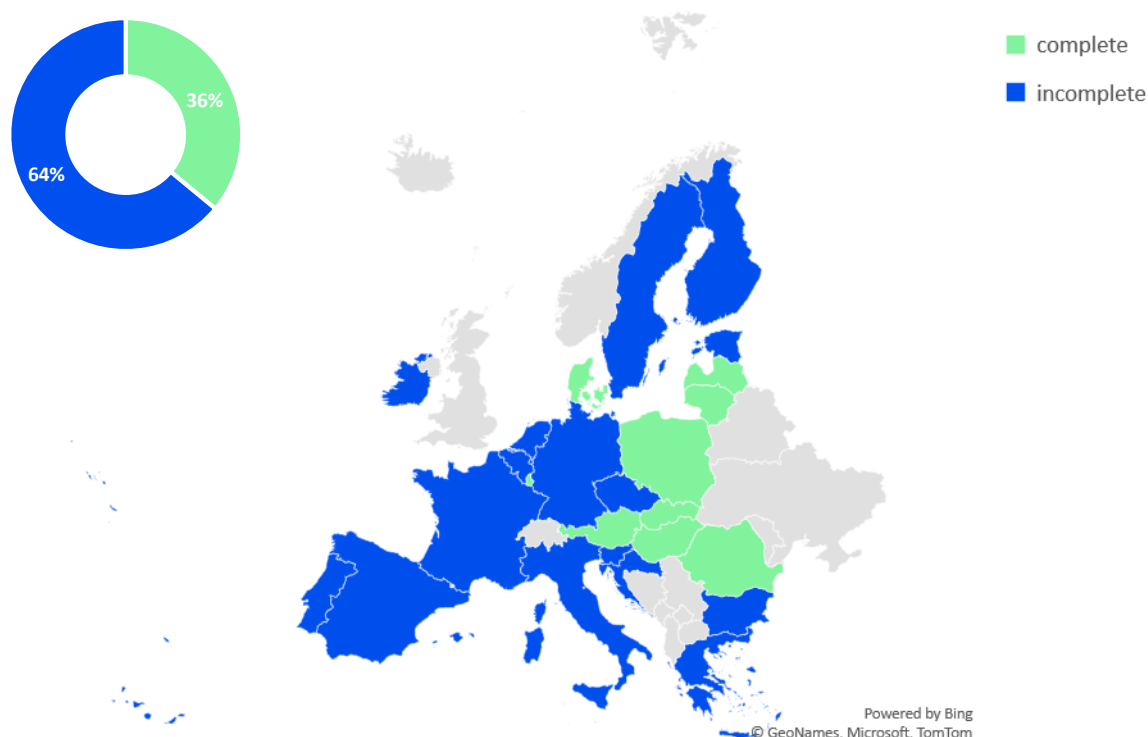 complete
36%
incomplete
64%
Powered by Bing
© GeoNames, Microsoft, TomTom